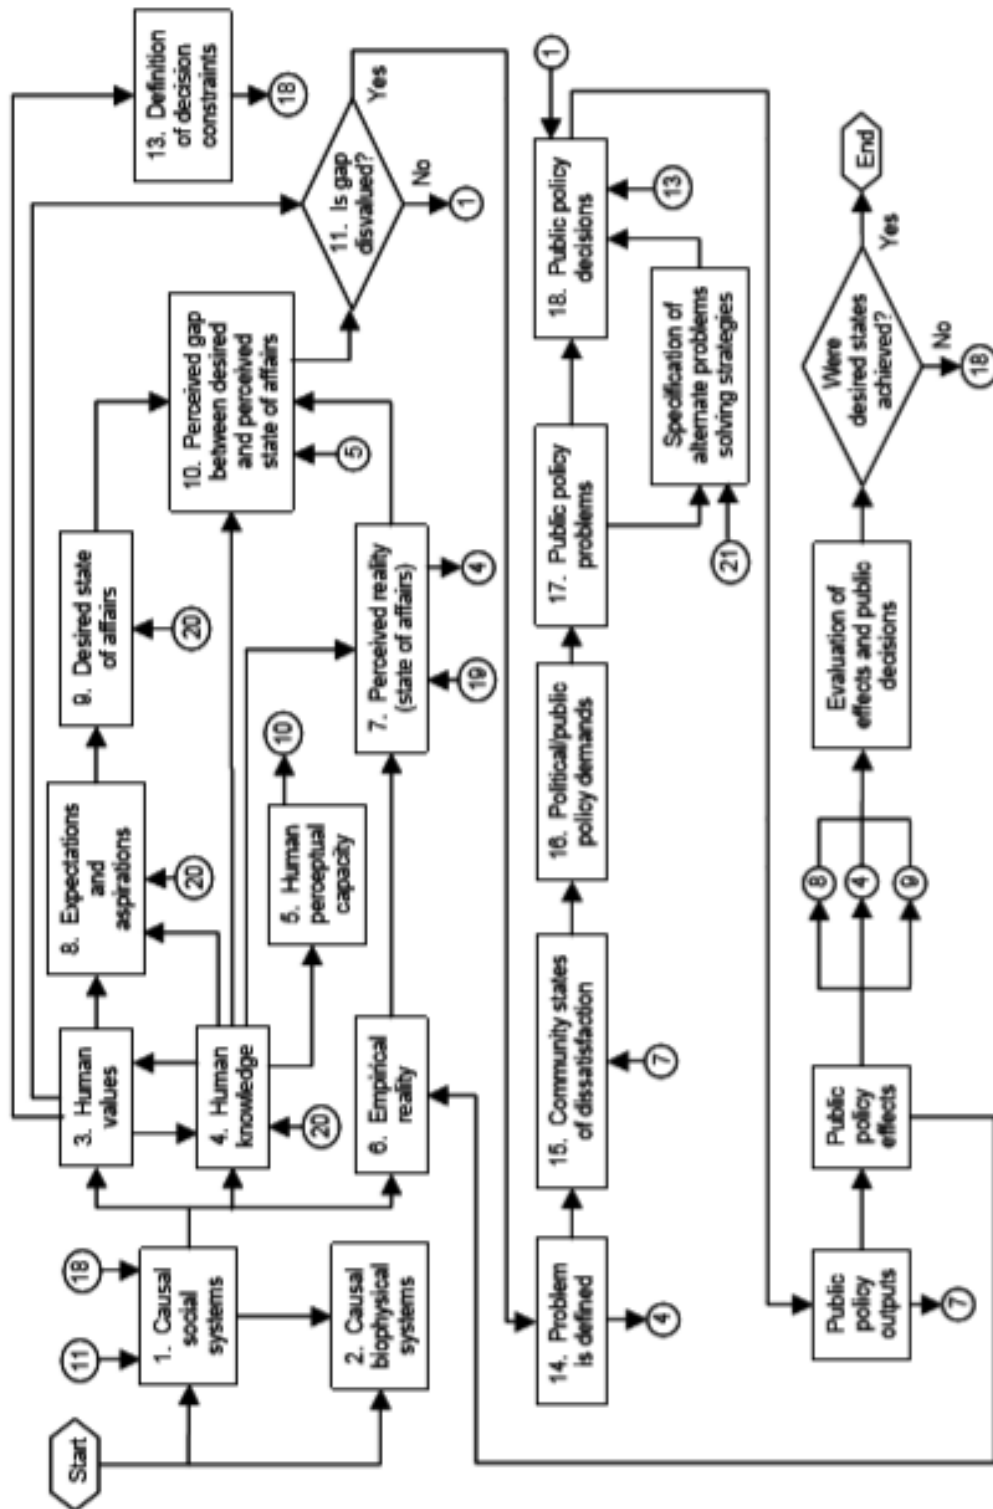 Start
11
18
1. Causal
social
systems
2. Causal
biophysical
systems
3. Human
values
4. Human
knowledge
20
6. Empirical
reality
8. Expectations
and
aspirations
20
5. Human
perceptual
capacity
10
9. Desired state
of affairs
20
7. Perceived reality
(state of affairs)
19
4
10. Perceived gap
between desired
and perceived
state of affairs
5
13. Definition
of decision
constraints
18
11. Is gap
disvalued?
Yes
No
1
14. Problem
is defined
4
15. Community states
of dissatisfaction
7
16. Political/public
policy demands
17. Public policy
problems
18. Public policy
decisions
1
13
Specification of
alternate problems
solving strategies
21
Public
policy
outputs
7
Public
policy
effects
8
4
9
Evaluation of
effects and public
decisions
Were
desired states
achieved?
Yes
No
18
End